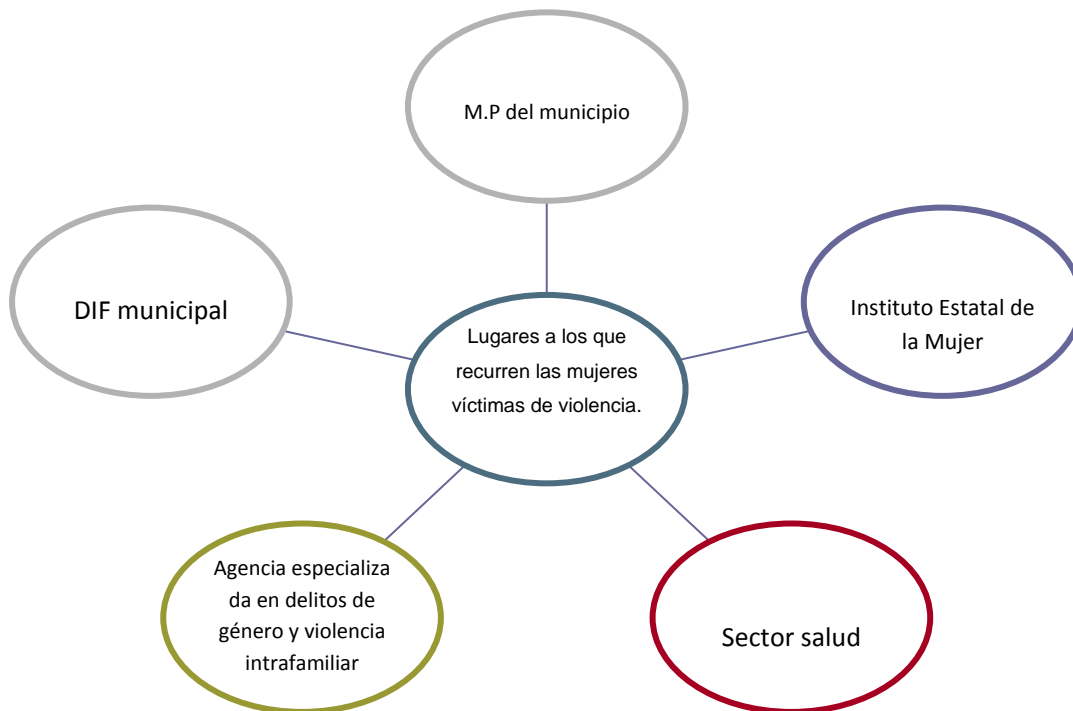 M.P del municipio
DIF municipal
Instituto Estatal de
la Mujer
Lugares a los que
recurren las mujeres
víctimas de violencia.
Agencia especializa
da en delitos de
género y violencia
intrafamiliar
Sector salud